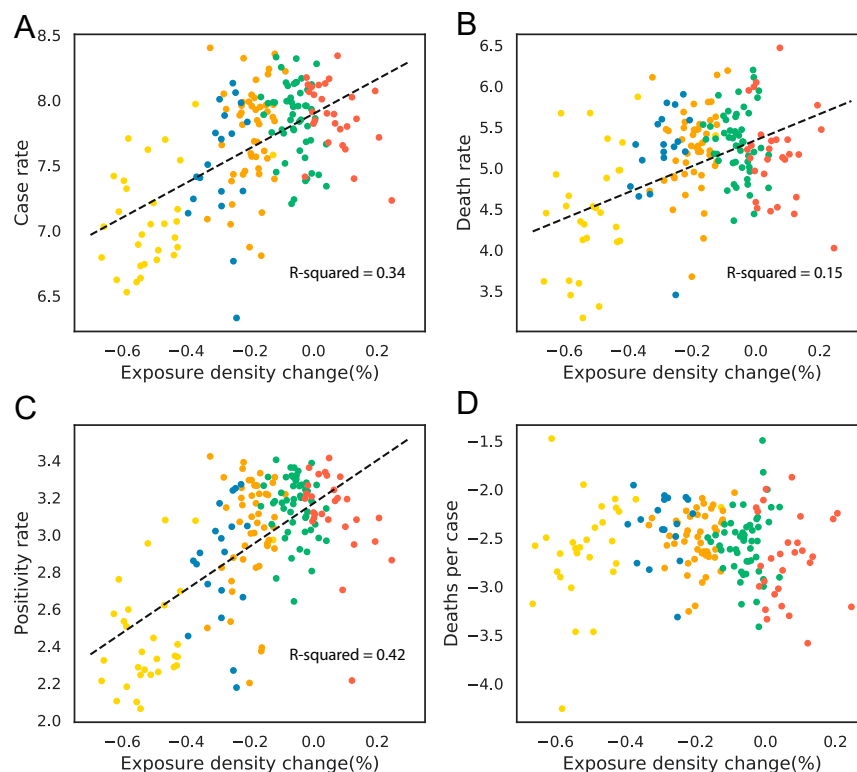 A
8.5
8.0
7.5
7.0
6.5
Case rate
R-squared = 0.34
−0.6 −0.4 −0.2 0.0 0.2
Exposure density change(%)
B
6.5
6.0
5.5
5.0
4.5
4.0
3.5
Death rate
R-squared = 0.15
−0.6 −0.4 −0.2 0.0 0.2
Exposure density change(%)
C
3.4
3.2
3.0
2.8
2.6
2.4
2.2
2.0
Positivity rate
R-squared = 0.42
−0.6 −0.4 −0.2 0.0 0.2
Exposure density change(%)
D
−1.5
−2.0
−2.5
−3.0
−3.5
−4.0
Deaths per case
−0.6 −0.4 −0.2 0.0 0.2
Exposure density change(%)